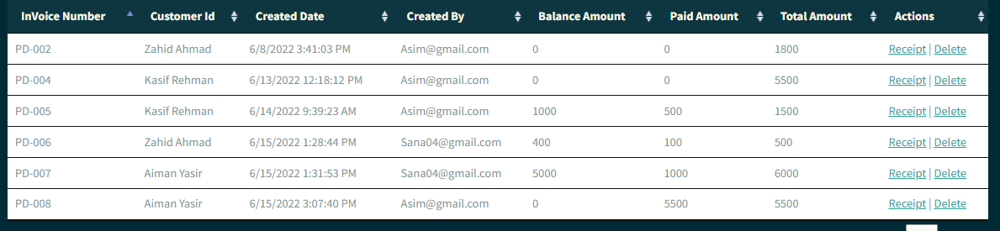 InVoice Number Customer Id Created Date Created By Balance Amount Paid Amount Total Amount Actions
PD-002 Zahid Ahmad 6/8/2022 3:41:03 PM Asim@gmail.com 0 0 1800 Receipt | Delete
PD-004 Kasif Rehman 6/13/2022 12:18:12 PM Asim@gmail.com 0 0 5500 Receipt | Delete
PD-005 Kasif Rehman 6/14/2022 9:39:23 AM Asim@gmail.com 1000 500 1500 Receipt | Delete
PD-006 Zahid Ahmad 6/15/2022 1:28:44 PM Sana04@gmail.com 400 100 500 Receipt | Delete
PD-007 Aiman Yasir 6/15/2022 1:31:53 PM Sana04@gmail.com 5000 1000 6000 Receipt | Delete
PD-008 Aiman Yasir 6/15/2022 3:07:40 PM Asim@gmail.com 0 5500 5500 Receipt | Delete